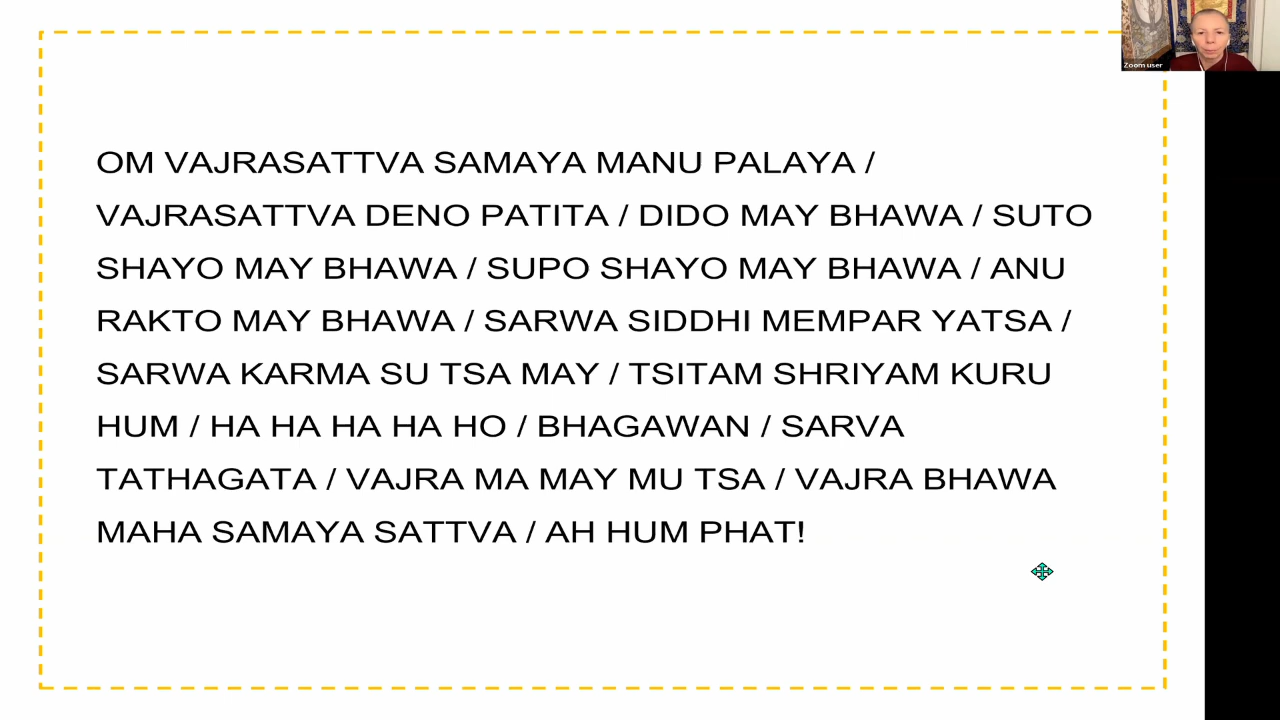 Zoom user
OM VAJRASATTVA SAMAYA MANU PALAYA /
VAJRASATTVA DENO PATITA / DIDO MAY BHAWA / SUTO
SHAYO MAY BHAWA / SUPO SHAYO MAY BHAWA / ANU
RAKTO MAY BHAWA / SARWA SIDDHI MEMPAR YATSA /
SARWA KARMA SU TSA MAY / TSITAM SHRIYAM KURU
HUM / HA HA HA HA HO / BHAGAWAN / SARVA
TATHAGATA / VAJRA MA MAY MU TSA / VAJRA BHAWA
MAHA SAMAYA SATTVA / AH HUM PHAT!